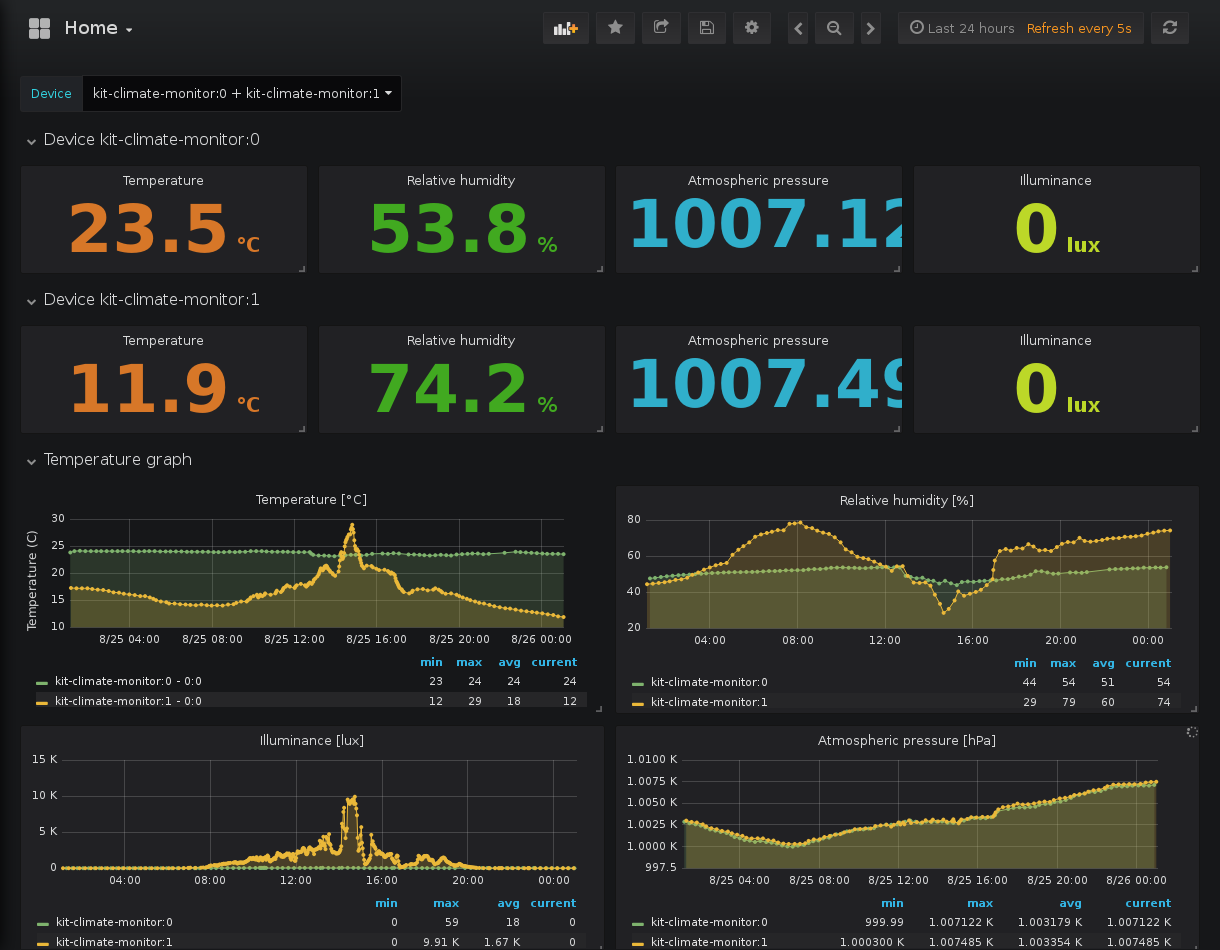 Home
Last 24 hours Refresh every 5s
Device kit-climate-monitor:0 + kit-climate-monitor:1
Device kit-climate-monitor:0
Temperature Relative humidity Atmospheric pressure Illuminance
23.5 °C 53.8 % 1007.12 0 lux
Device kit-climate-monitor:1
Temperature Relative humidity Atmospheric pressure Illuminance
11.9 °C 74.2 % 1007.49 0 lux
Temperature graph
Temperature [°C]
Temperature (C)
30
25
20
15
10
8/25 04:00 8/25 08:00 8/25 12:00 8/25 16:00 8/25 20:00 8/26 00:00
min max avg current
kit-climate-monitor:0 - 0:0 23 24 24 24
kit-climate-monitor:1 - 0:0 12 29 18 12
Relative humidity [%]
80
60
40
20
04:00 08:00 12:00 16:00 20:00 00:00
min max avg current
kit-climate-monitor:0 44 54 51 54
kit-climate-monitor:1 29 79 60 74
Illuminance [lux]
15 K
10 K
5 K
0
04:00 08:00 12:00 16:00 20:00 00:00
min max avg current
kit-climate-monitor:0 0 59 18 0
kit-climate-monitor:1 0 9.91 K 1.67 K 0
Atmospheric pressure [hPa]
1.0100 K
1.0075 K
1.0050 K
1.0025 K
1.0000 K
997.5
8/25 04:00 8/25 08:00 8/25 12:00 8/25 16:00 8/25 20:00 8/26 00:00
min max avg current
kit-climate-monitor:0 999.99 1.007122 K 1.003179 K 1.007122 K
kit-climate-monitor:1 1.000300 K 1.007485 K 1.003354 K 1.007485 K